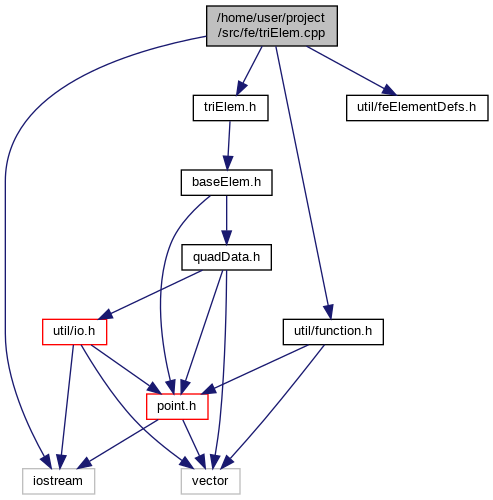 /home/user/project
/src/fe/triElem.cpp
triElem.h
util/feElementDefs.h
baseElem.h
quadData.h
util/io.h
util/function.h
point.h
iostream
vector